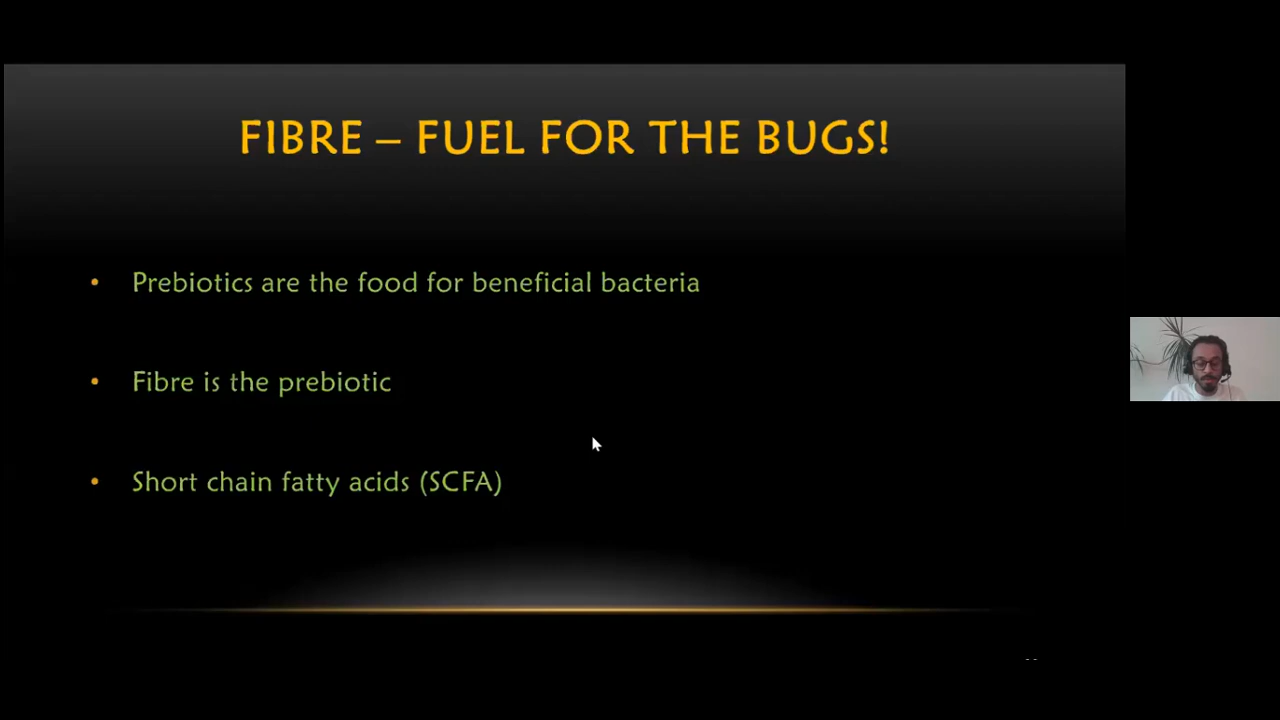 FIBRE – FUEL FOR THE BUGS!
• Prebiotics are the food for beneficial bacteria
• Fibre is the prebiotic
• Short chain fatty acids (SCFA)